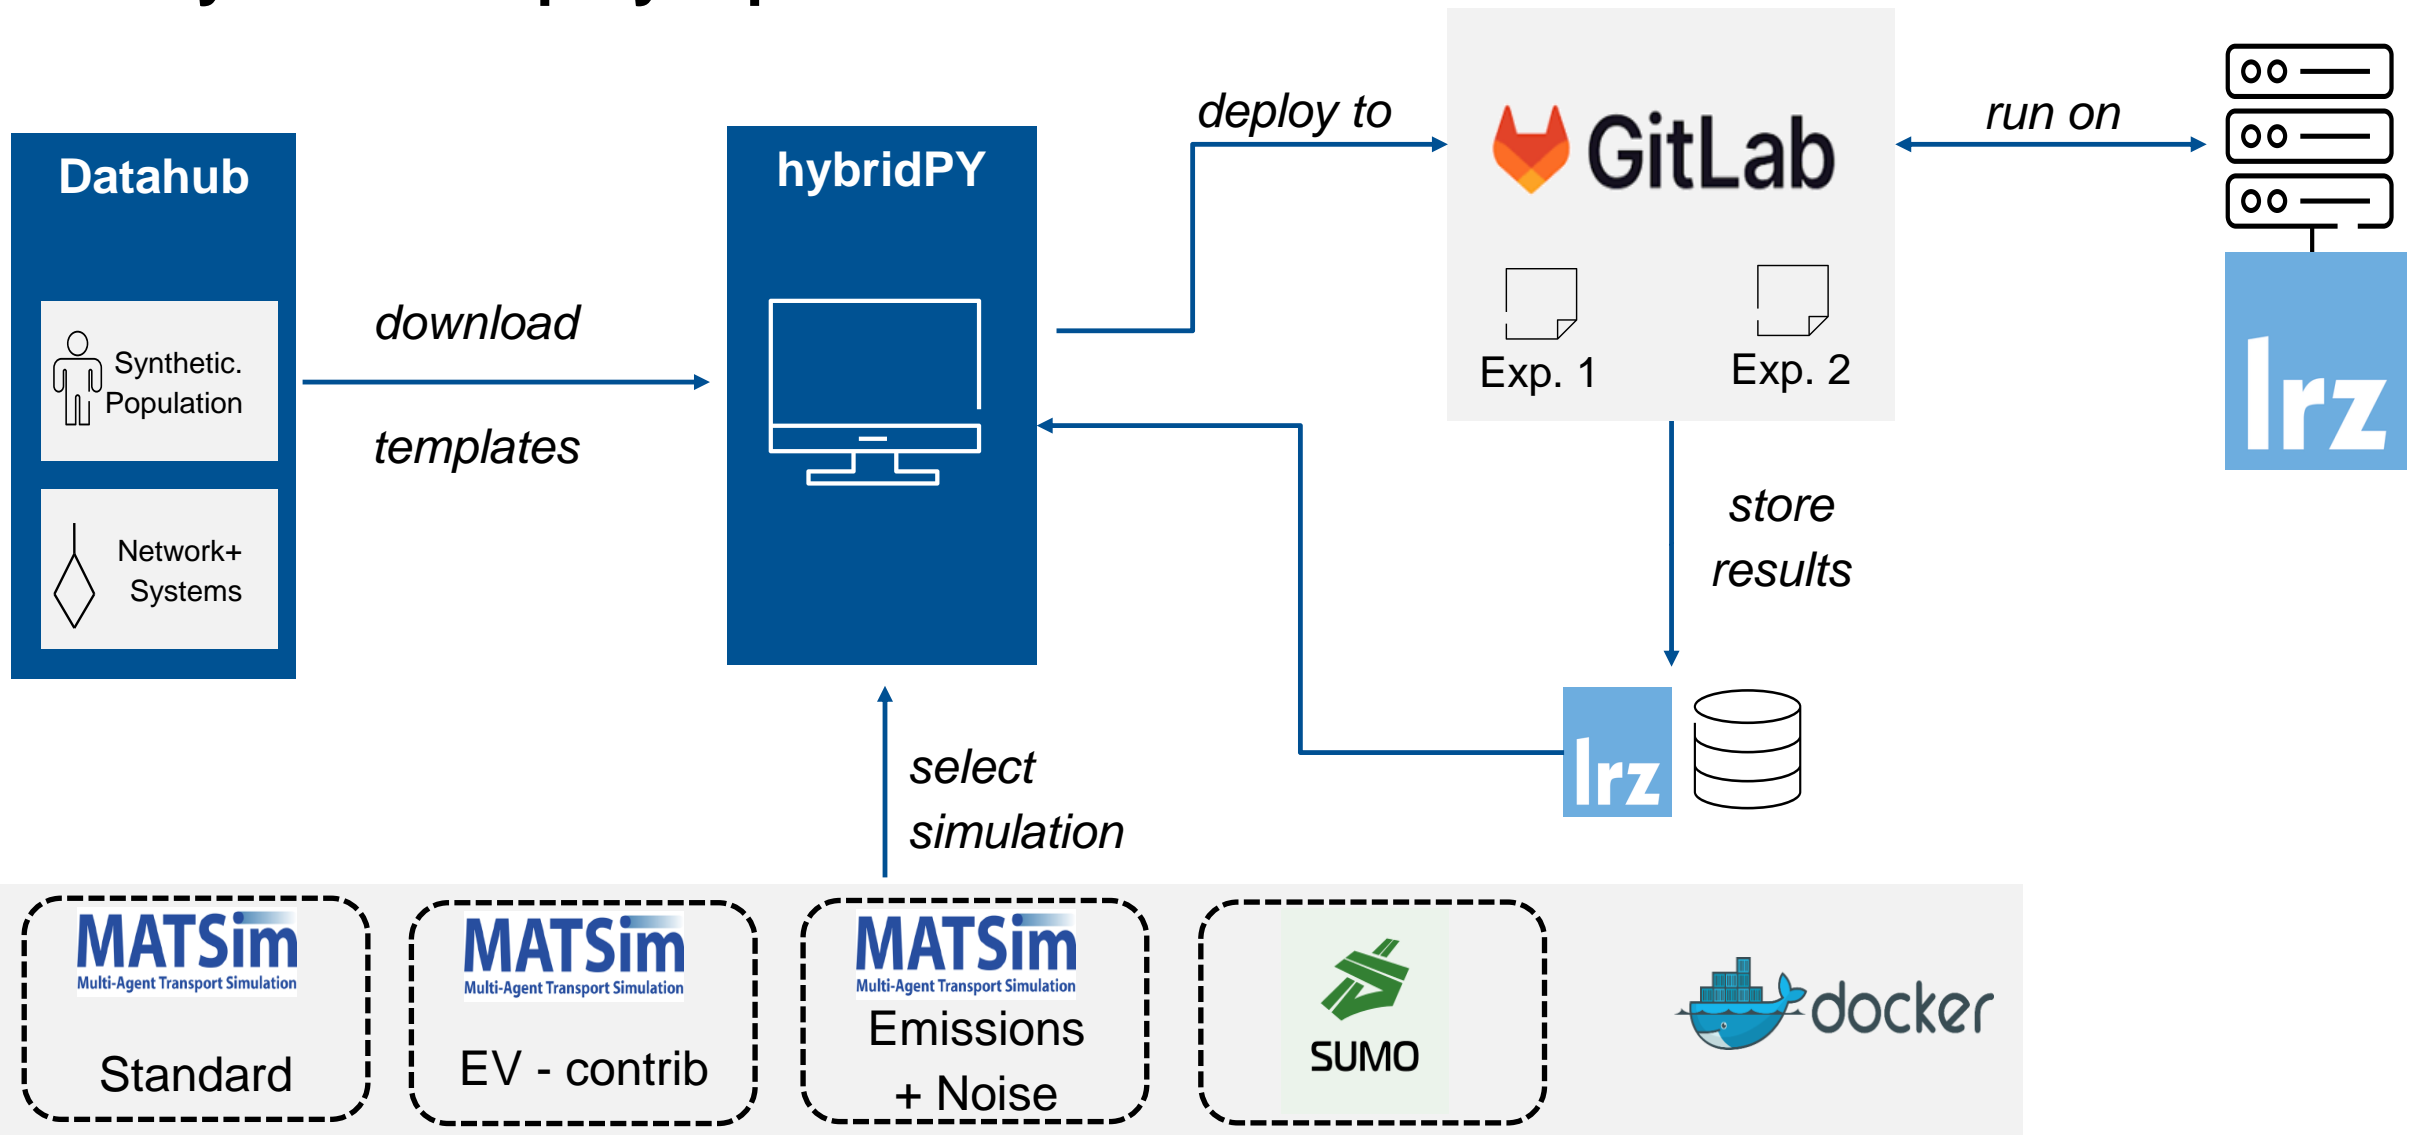 Datahub
Synthetic.
Population
Network+
Systems
download
templates
hybridPY
deploy to
GitLab
Exp. 1
Exp. 2
run on
lrz
store
results
lrz
select
simulation
MATSim
Multi-Agent Transport Simulation
Standard
MATSim
Multi-Agent Transport Simulation
EV - contrib
MATSim
Multi-Agent Transport Simulation
Emissions
+ Noise
SUMO
docker